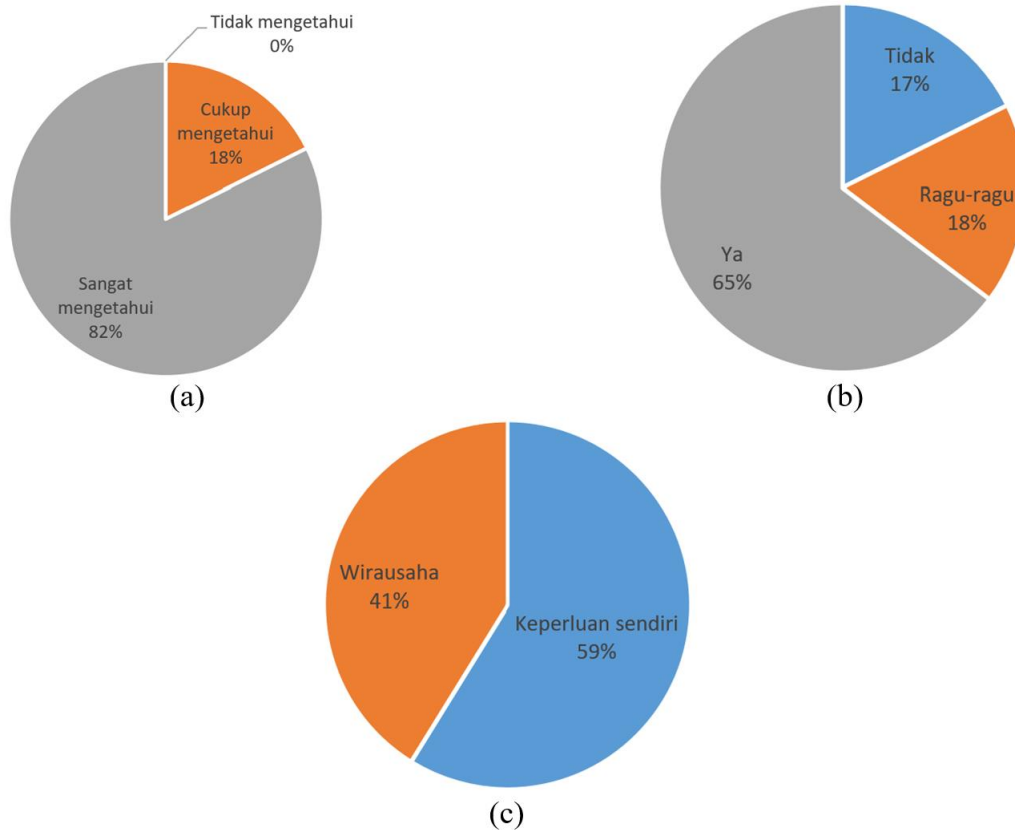 Tidak mengetahui
0%
Cukup
mengetahui
18%
Sangat
mengetahui
82%
(a)
Tidak
17%
Ragu-ragu
18%
Ya
65%
(b)
Wirausaha
41%
Keperluan sendiri
59%
(c)